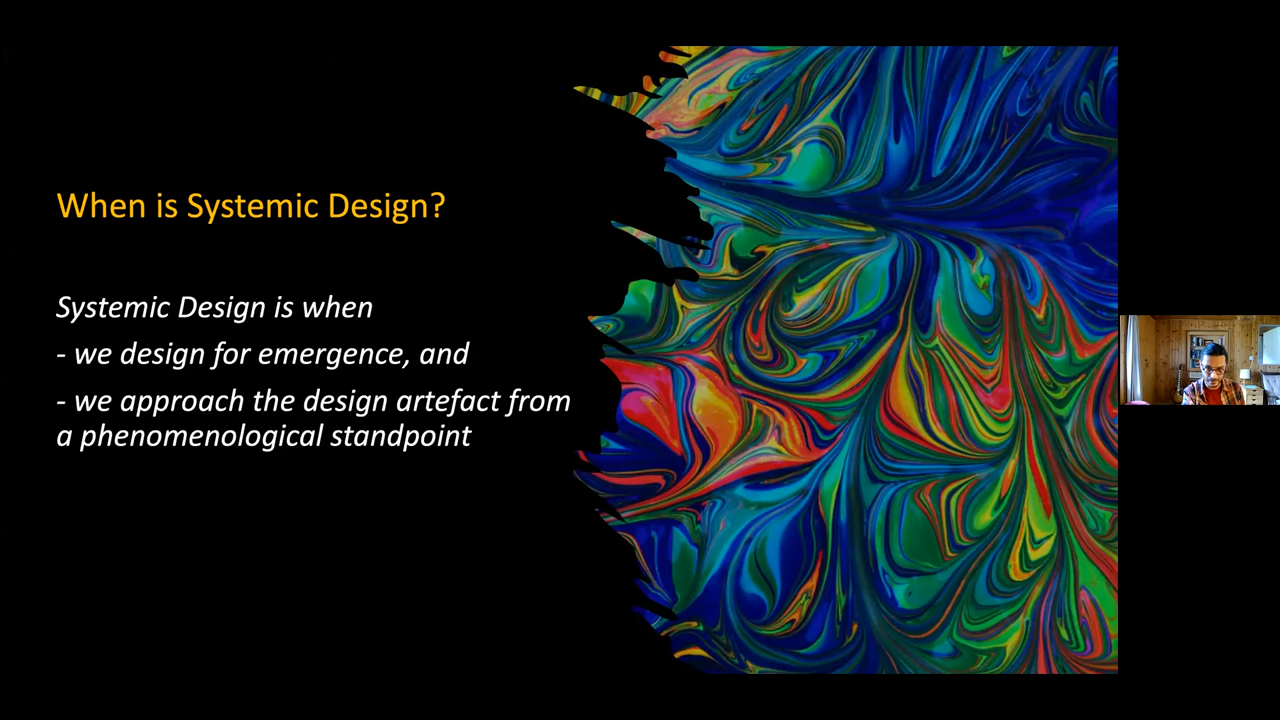 When is Systemic Design?
Systemic Design is when
- we design for emergence, and
- we approach the design artefact from
a phenomenological standpoint